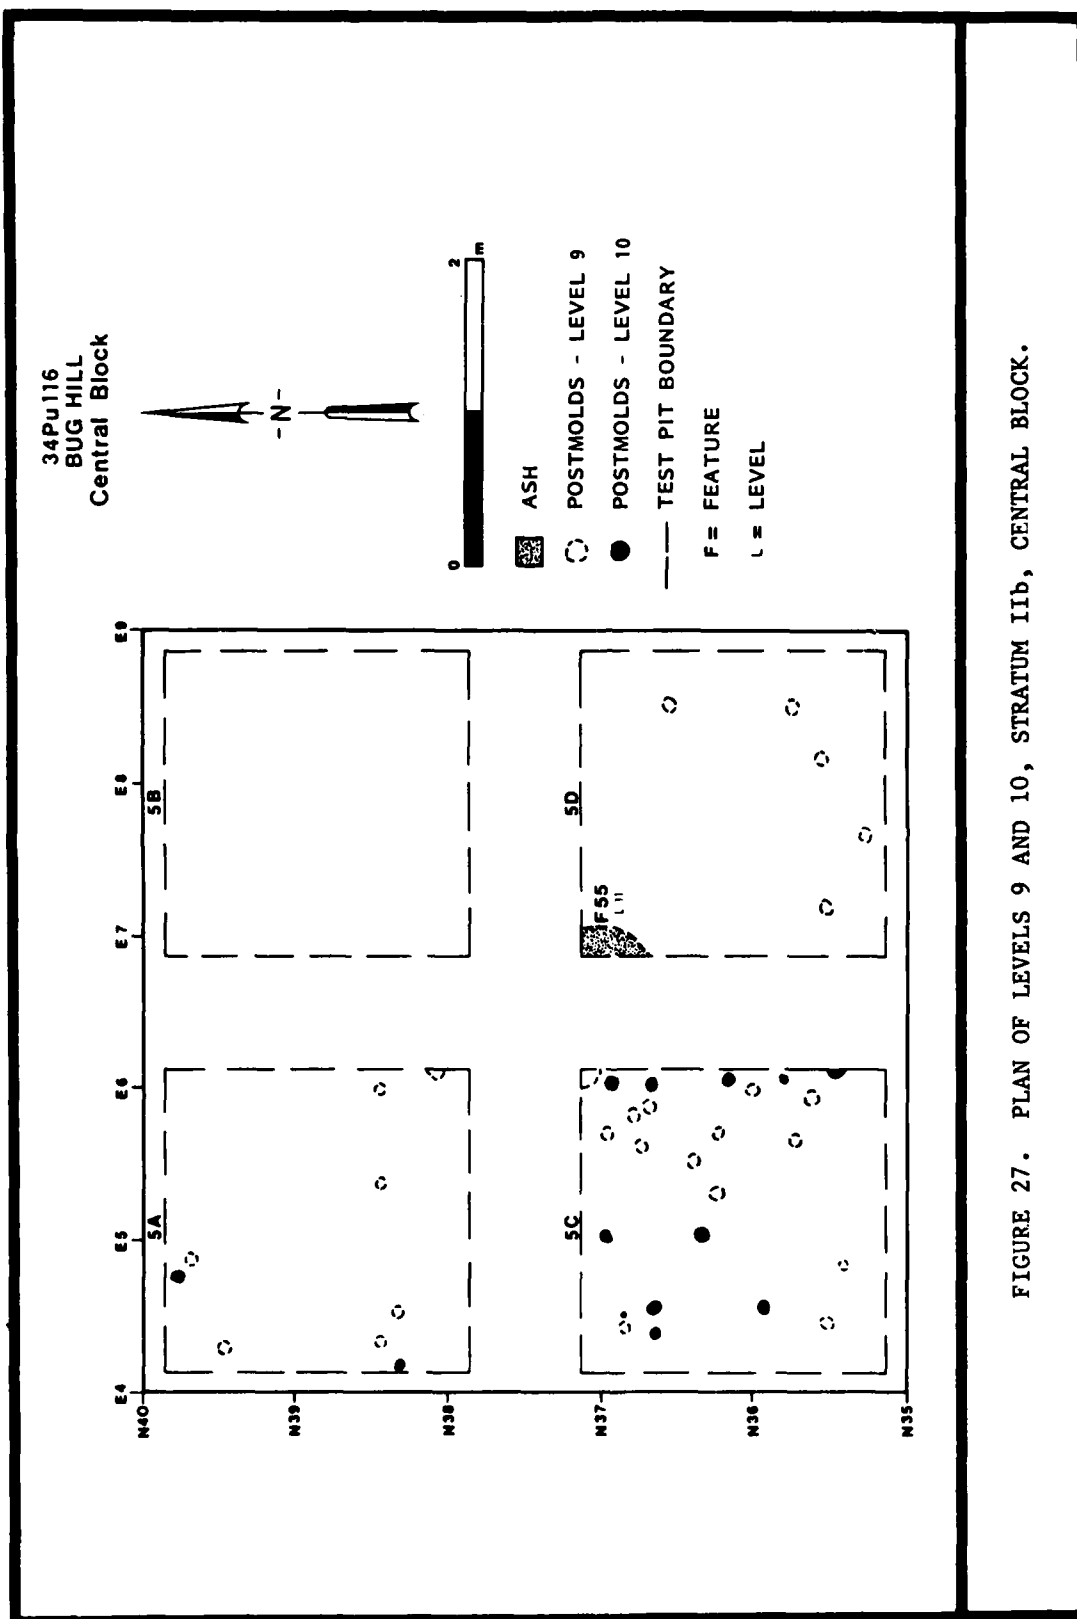 34Pu116
BUG HILL
Central Block
-N-
0 2
m
ASH
POSTMOLDS - LEVEL 9
POSTMOLDS - LEVEL 10
TEST PIT BOUNDARY
F = FEATURE
L = LEVEL
E4 E5 E6 E7 E8 E9
N40
N39
N38
N37
N36
N35
5A
5B
5C
5D
F55
L11
FIGURE 27. PLAN OF LEVELS 9 AND 10, STRATUM IIb, CENTRAL BLOCK.